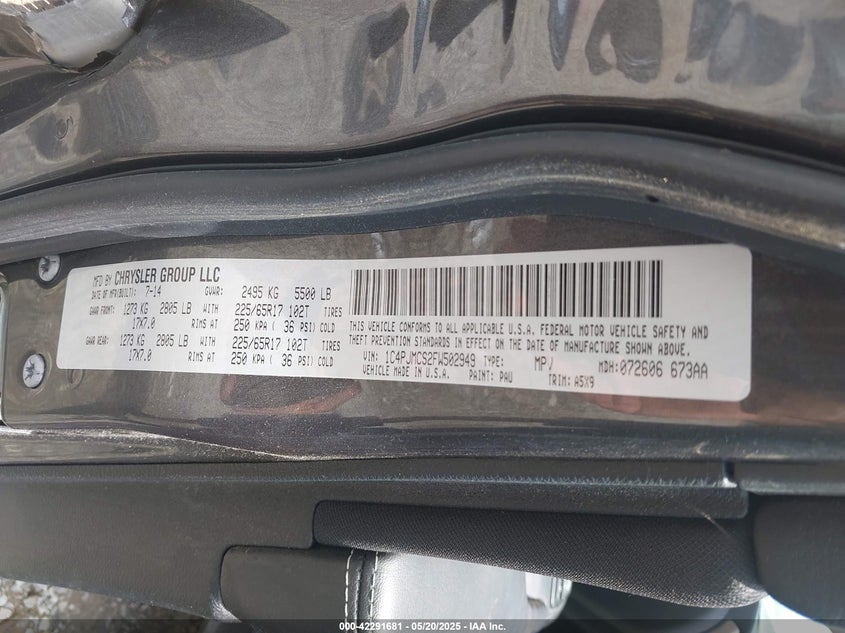 MFD BY CHRYSLER GROUP LLC
DATE OF MFR(BUILT): 7-14 GVWR: 2495 KG 5500 LB
GAWR FRONT: 1273 KG 2805 LB WITH 225/65R17 102T TIRES
17X7.0 RIMS AT 250 KPA ( 36 PSI) COLD
GAWR REAR: 1273 KG 2805 LB WITH 225/65R17 102T TIRES
17X7.0 RIMS AT 250 KPA ( 36 PSI) COLD
THIS VEHICLE CONFORMS TO ALL APPLICABLE U.S.A. FEDERAL MOTOR VEHICLE SAFETY AND
THEFT PREVENTION STANDARDS IN EFFECT ON THE DATE OF MANUFACTURE SHOWN ABOVE.
VIN: 1C4PJMCS2FW502949 TYPE: MPV MDH: 072606 673AA
VEHICLE MADE IN U.S.A. PAINT: PAU TRIM: A5X9
000-42291681 — 05/20/2025 — IAA Inc.